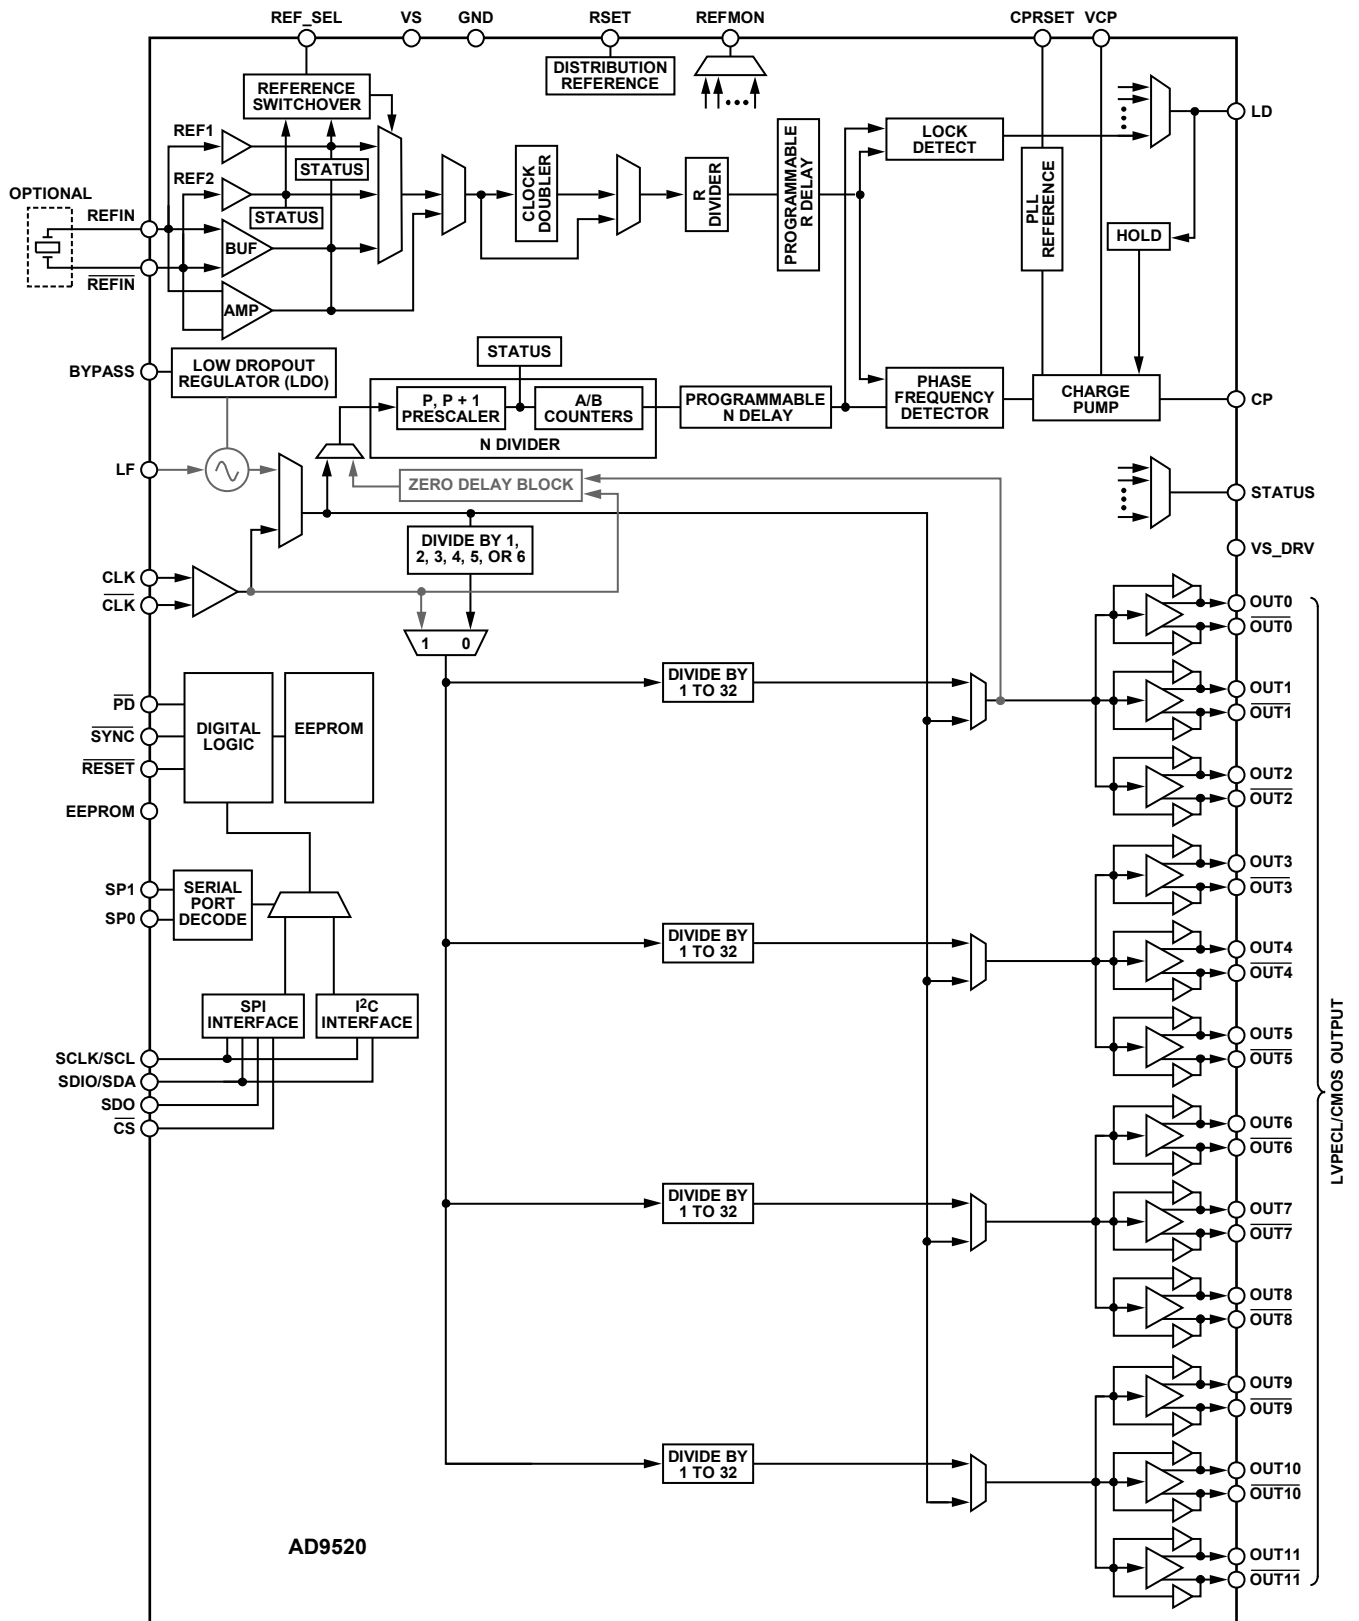 REF_SEL
VS
GND
RSET
REFMON
CPRSET
VCP
DISTRIBUTION
REFERENCE
REFERENCE
SWITCHOVER
REF1
STATUS
REF2
STATUS
OPTIONAL
REFIN
BUF
REFIN
AMP
CLOCK
DOUBLER
R
DIVIDER
PROGRAMMABLE
R DELAY
LOCK
DETECT
LD
PLL
REFERENCE
HOLD
STATUS
BYPASS
LOW DROPOUT
REGULATOR (LDO)
P, P + 1
PRESCALER
A/B
COUNTERS
N DIVIDER
PROGRAMMABLE
N DELAY
PHASE
FREQUENCY
DETECTOR
CHARGE
PUMP
CP
LF
ZERO DELAY BLOCK
STATUS
DIVIDE BY 1,
2, 3, 4, 5, OR 6
VS_DRV
CLK
CLK
1 0
OUT0
OUT0
DIVIDE BY
1 TO 32
OUT1
OUT1
PD
SYNC
RESET
DIGITAL
LOGIC
EEPROM
OUT2
OUT2
EEPROM
OUT3
OUT3
SP1
SP0
SERIAL
PORT
DECODE
DIVIDE BY
1 TO 32
OUT4
OUT4
SPI
INTERFACE
I²C
INTERFACE
OUT5
OUT5
SCLK/SCL
SDIO/SDA
SDO
CS
LVPECL/CMOS OUTPUT
OUT6
OUT6
DIVIDE BY
1 TO 32
OUT7
OUT7
OUT8
OUT8
OUT9
OUT9
DIVIDE BY
1 TO 32
OUT10
OUT10
AD9520
OUT11
OUT11